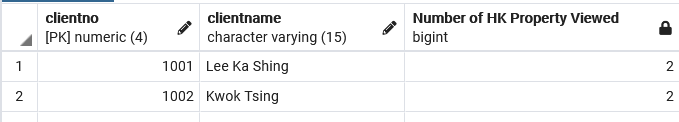 clientno
[PK] numeric (4)
clientname
character varying (15)
Number of HK Property Viewed
bigint
1 1001 Lee Ka Shing 2
2 1002 Kwok Tsing 2